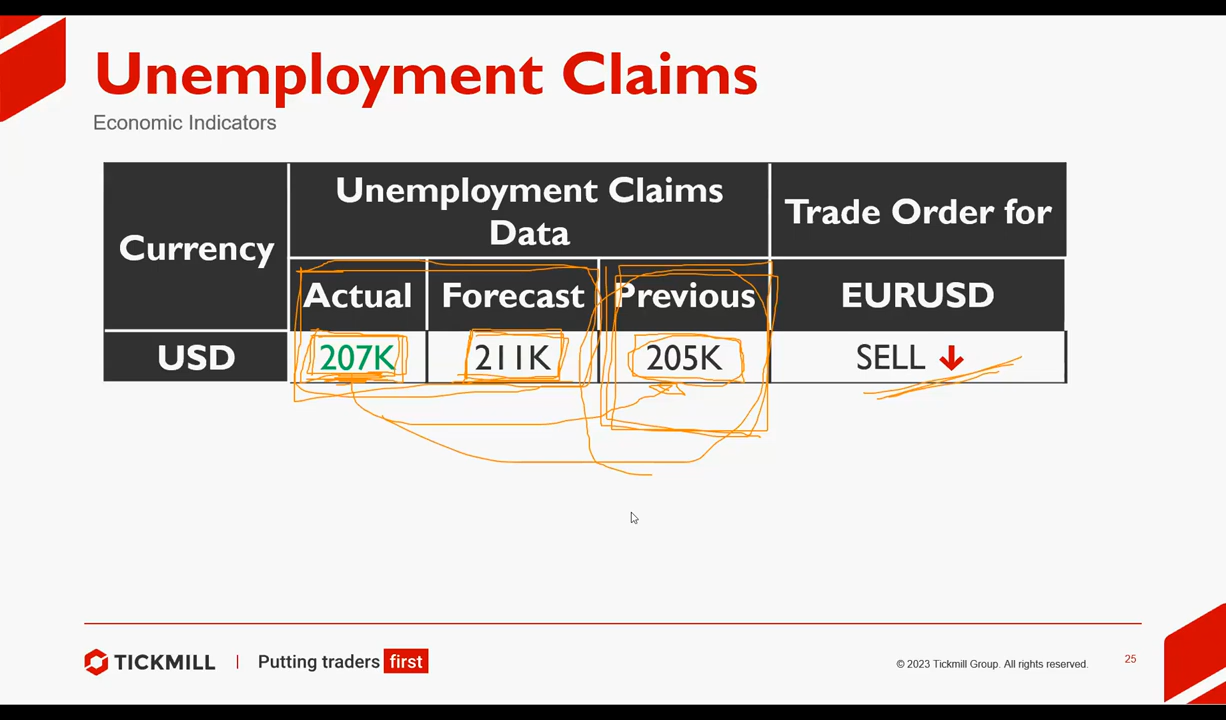 Unemployment Claims
Economic Indicators
Currency
Unemployment Claims
Data
Trade Order for
Actual
Forecast
Previous
EURUSD
USD
207K
211K
205K
SELL
TICKMILL
Putting traders first
© 2023 Tickmill Group. All rights reserved.
25